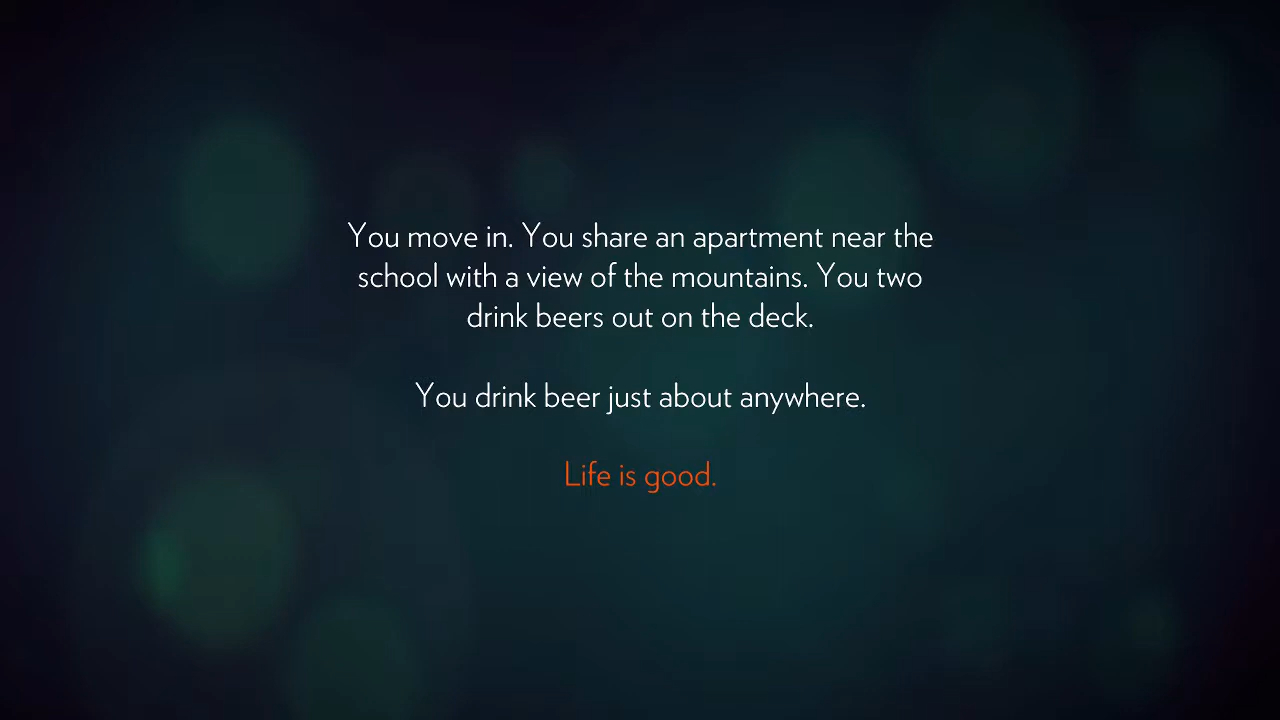 You move in. You share an apartment near the
school with a view of the mountains. You two
drink beers out on the deck.
You drink beer just about anywhere.
Life is good.